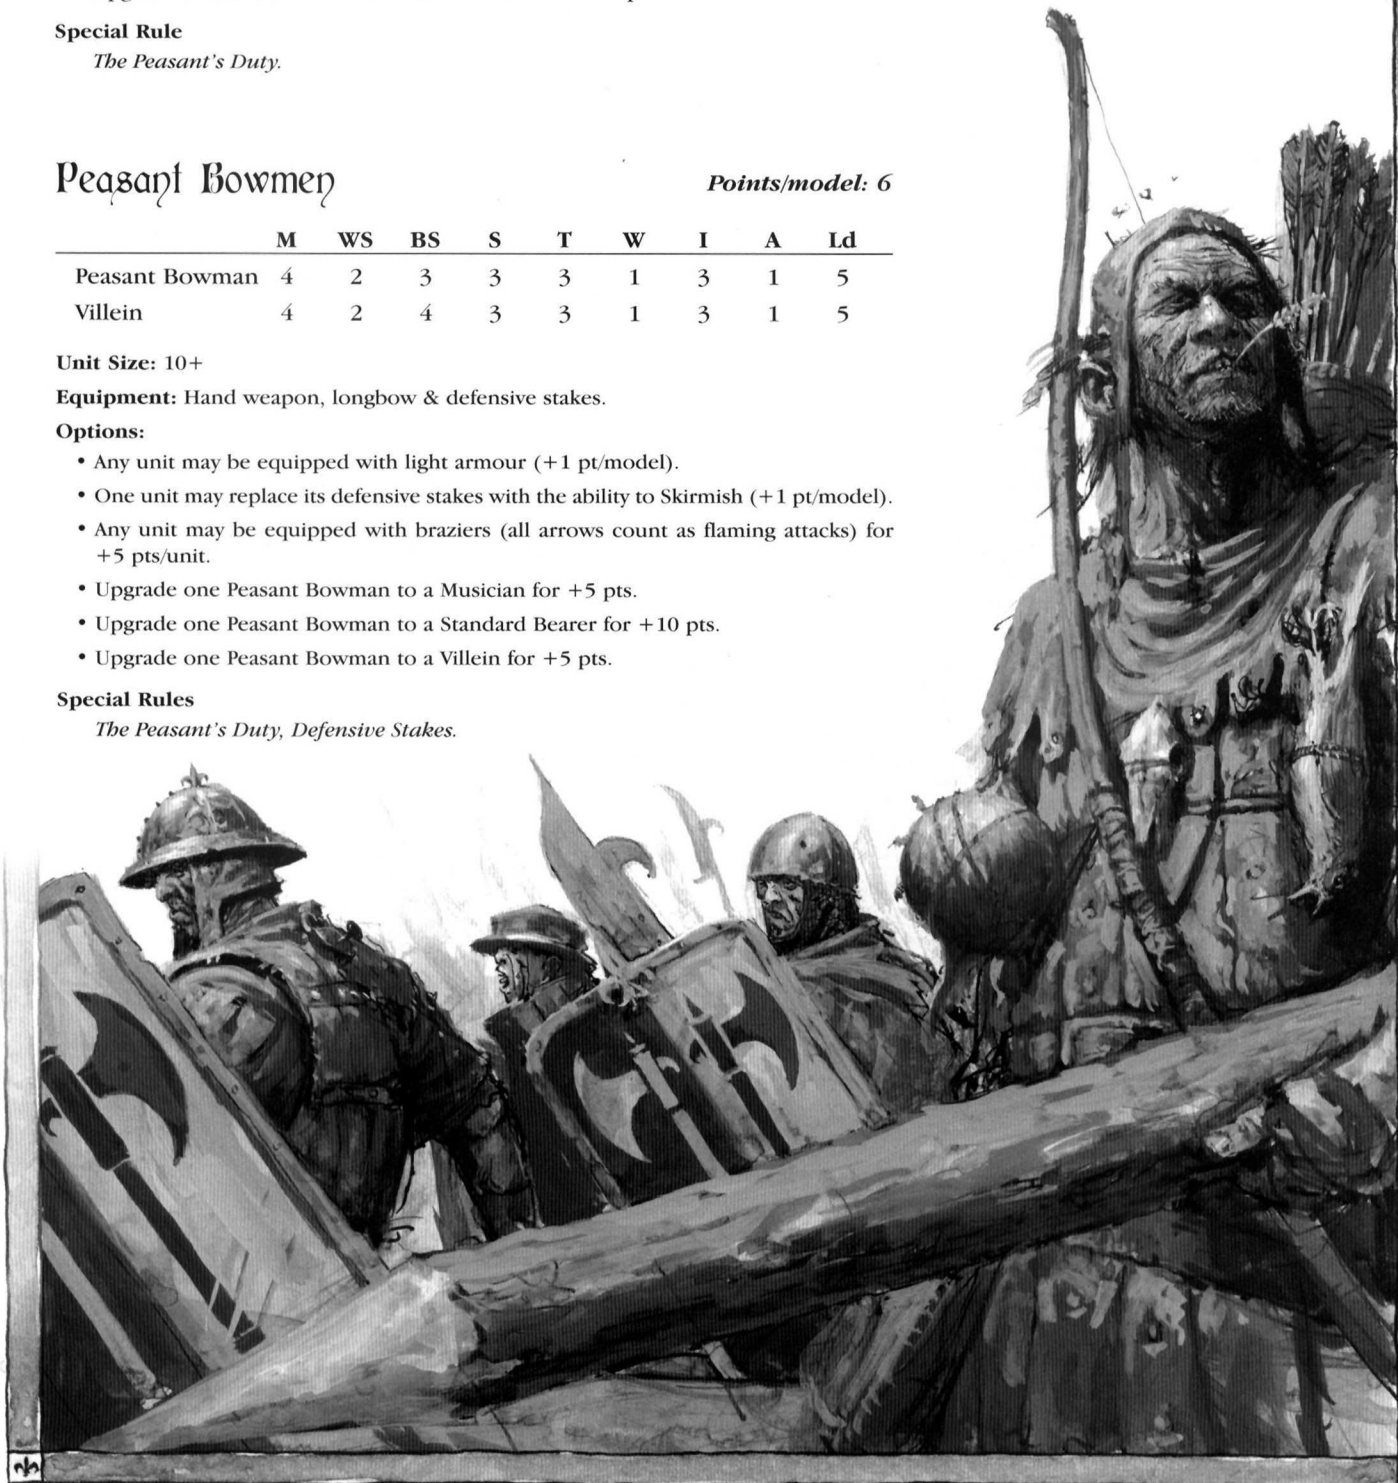 Special Rule
The Peasant's Duty.
Peasant Bowmen
Points/model: 6
M WS BS S T W I A Ld
Peasant Bowman 4 2 3 3 3 1 3 1 5
Villein 4 2 4 3 3 1 3 1 5
Unit Size: 10+
Equipment: Hand weapon, longbow & defensive stakes.
Options:
• Any unit may be equipped with light armour (+1 pt/model).
• One unit may replace its defensive stakes with the ability to Skirmish (+1 pt/model).
• Any unit may be equipped with braziers (all arrows count as flaming attacks) for
+5 pts/unit.
• Upgrade one Peasant Bowman to a Musician for +5 pts.
• Upgrade one Peasant Bowman to a Standard Bearer for +10 pts.
• Upgrade one Peasant Bowman to a Villein for +5 pts.
Special Rules
The Peasant's Duty, Defensive Stakes.